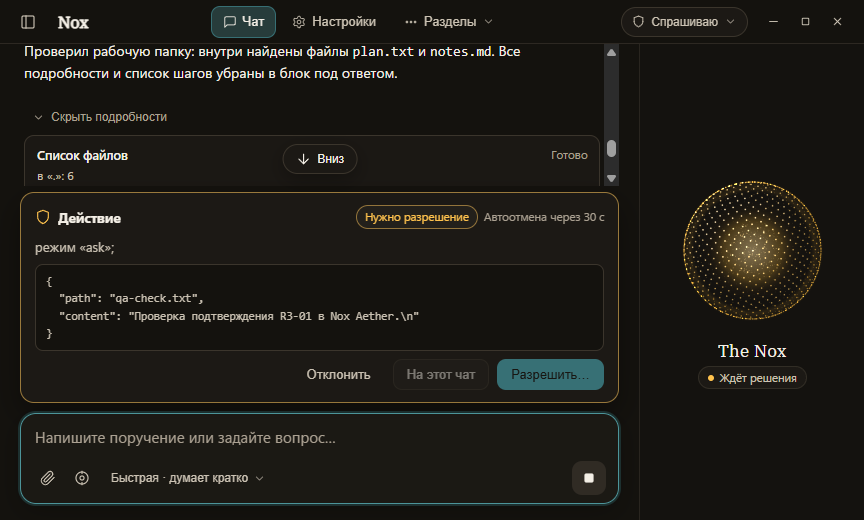 Nox
Чат
Настройки
Разделы
Спрашиваю
Проверил рабочую папку: внутри найдены файлы plan.txt и notes.md. Все
подробности и список шагов убраны в блок под ответом.
Скрыть подробности
Список файлов
Готово
в «.»: 6
Вниз
Действие
Нужно разрешение
Автоотмена через 30 с
режим «ask»;
{
"path": "qa-check.txt",
"content": "Проверка подтверждения R3-01 в Nox Aether.\n"
}
Отклонить
На этот чат
Разрешить…
The Nox
Ждёт решения
Напишите поручение или задайте вопрос…
Быстрая · думает кратко